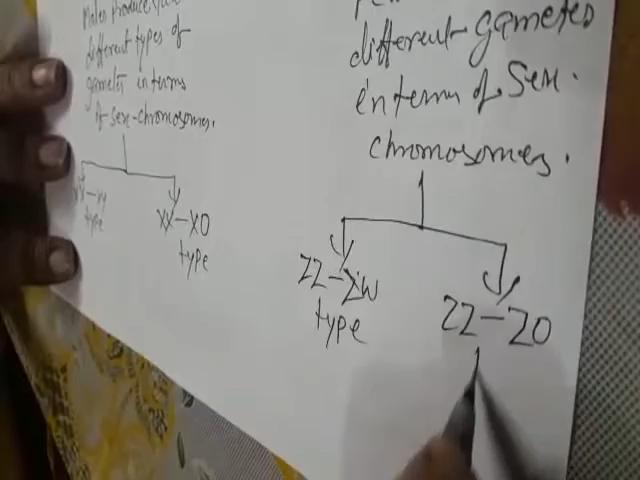 Males produce
different types of
gametes in terms
of sex-chromosomes.
XX-XY
type
XX-XO
type
different gametes
in term of Sex
chromosomes.
ZZ-ZW
type
ZZ-ZO